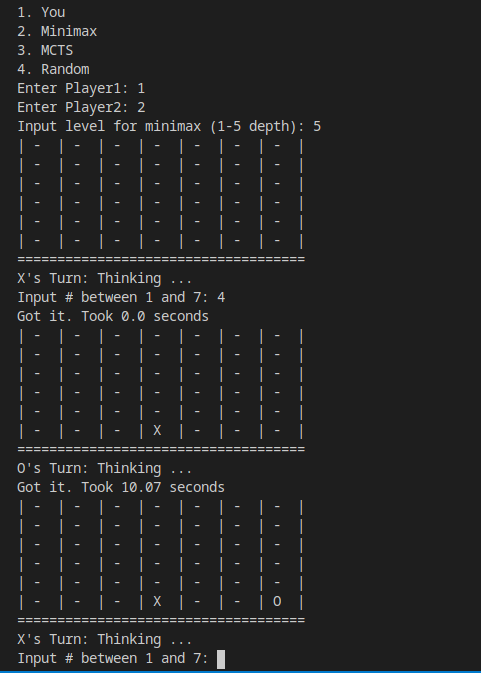 1. You
2. Minimax
3. MCTS
4. Random
Enter Player1: 1
Enter Player2: 2
Input level for minimax (1-5 depth): 5
| - | - | - | - | - | - | - |
| - | - | - | - | - | - | - |
| - | - | - | - | - | - | - |
| - | - | - | - | - | - | - |
| - | - | - | - | - | - | - |
| - | - | - | - | - | - | - |
====================================
X's Turn: Thinking ...
Input # between 1 and 7: 4
Got it. Took 0.0 seconds
| - | - | - | - | - | - | - |
| - | - | - | - | - | - | - |
| - | - | - | - | - | - | - |
| - | - | - | - | - | - | - |
| - | - | - | - | - | - | - |
| - | - | - | X | - | - | - |
====================================
O's Turn: Thinking ...
Got it. Took 10.07 seconds
| - | - | - | - | - | - | - |
| - | - | - | - | - | - | - |
| - | - | - | - | - | - | - |
| - | - | - | - | - | - | - |
| - | - | - | - | - | - | - |
| - | - | - | X | - | - | O |
====================================
X's Turn: Thinking ...
Input # between 1 and 7: